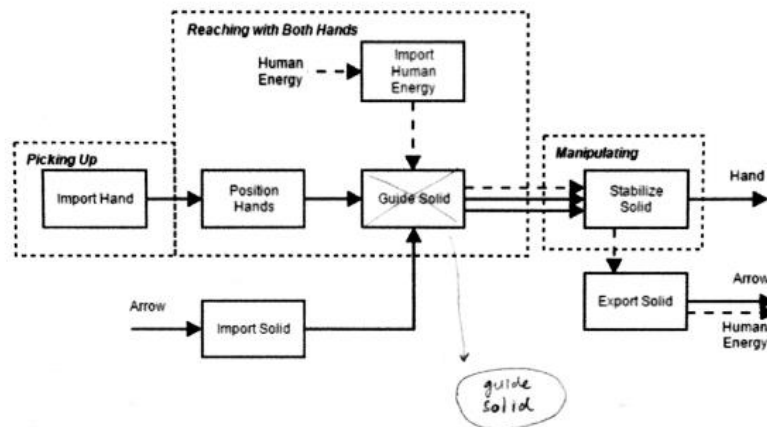 Reaching with Both Hands
Human
Energy
Import
Human
Energy
Picking Up
Import Hand
Position
Hands
Guide Solid
Manipulating
Stabilize
Solid
Hand
Arrow
Import Solid
Export Solid
Arrow
Human
Energy
guide
solid